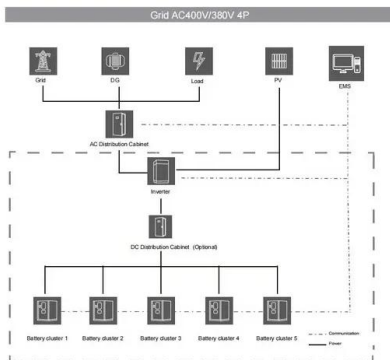 Grid AC400V/380V 4P
Grid DG Load PV EMS
AC Distribution Cabinet
Inverter
DC Distribution Cabinet (Optional)
Battery cluster 1 Battery cluster 2 Battery cluster 3 Battery cluster 4 Battery cluster 5
Communication
Power